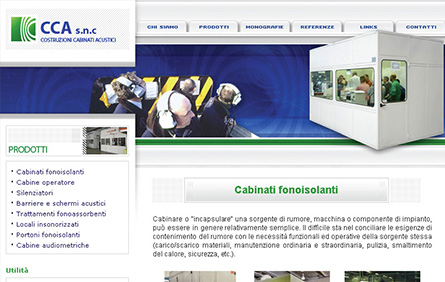 CCA s.n.c
COSTRUZIONI CABINATI ACUSTICI
CHI SIAMO
PRODOTTI
MONOGRAFIE
REFERENZE
LINKS
CONTATTI
PRODOTTI
Cabinati fonoisolanti
Cabine operatore
Silenziatori
Barriere e schermi acustici
Trattamenti fonoassorbenti
Locali insonorizzati
Portoni fonoisolanti
Cabine audiometriche
Utilità
Cabinati fonoisolanti
Cabinare o "incapsulare" una sorgente di rumore, macchina o componente di impianto,
può essere in genere relativamente semplice. Il difficile sta nel conciliare le esigenze di
contenimento del rumore con le necessità funzionali ed operative della sorgente stessa
(carico/scarico materiali, manutenzione ordinaria e straordinaria, pulizia, smaltimento
del calore, sicurezza, etc.).